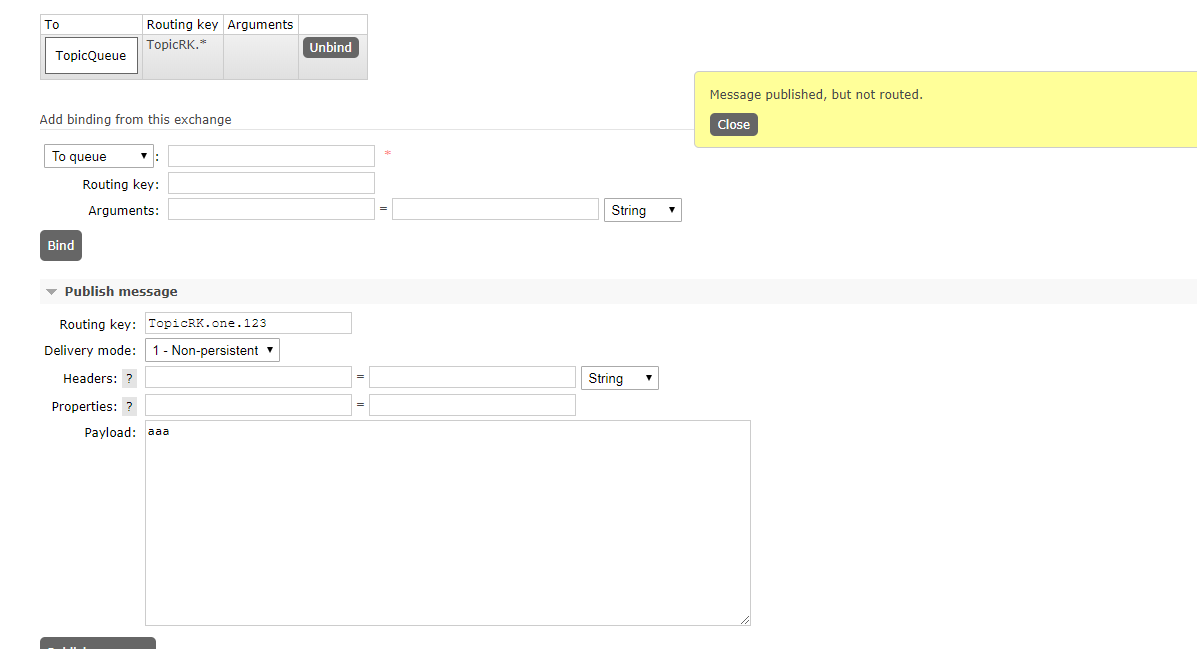 To Routing key Arguments
TopicQueue TopicRK.* Unbind
Message published, but not routed.
Close
Add binding from this exchange
To queue : *
Routing key:
Arguments: = String
Bind
Publish message
Routing key: TopicRK.one.123
Delivery mode: 1 - Non-persistent
Headers: ? = String
Properties: ? =
Payload: aaa